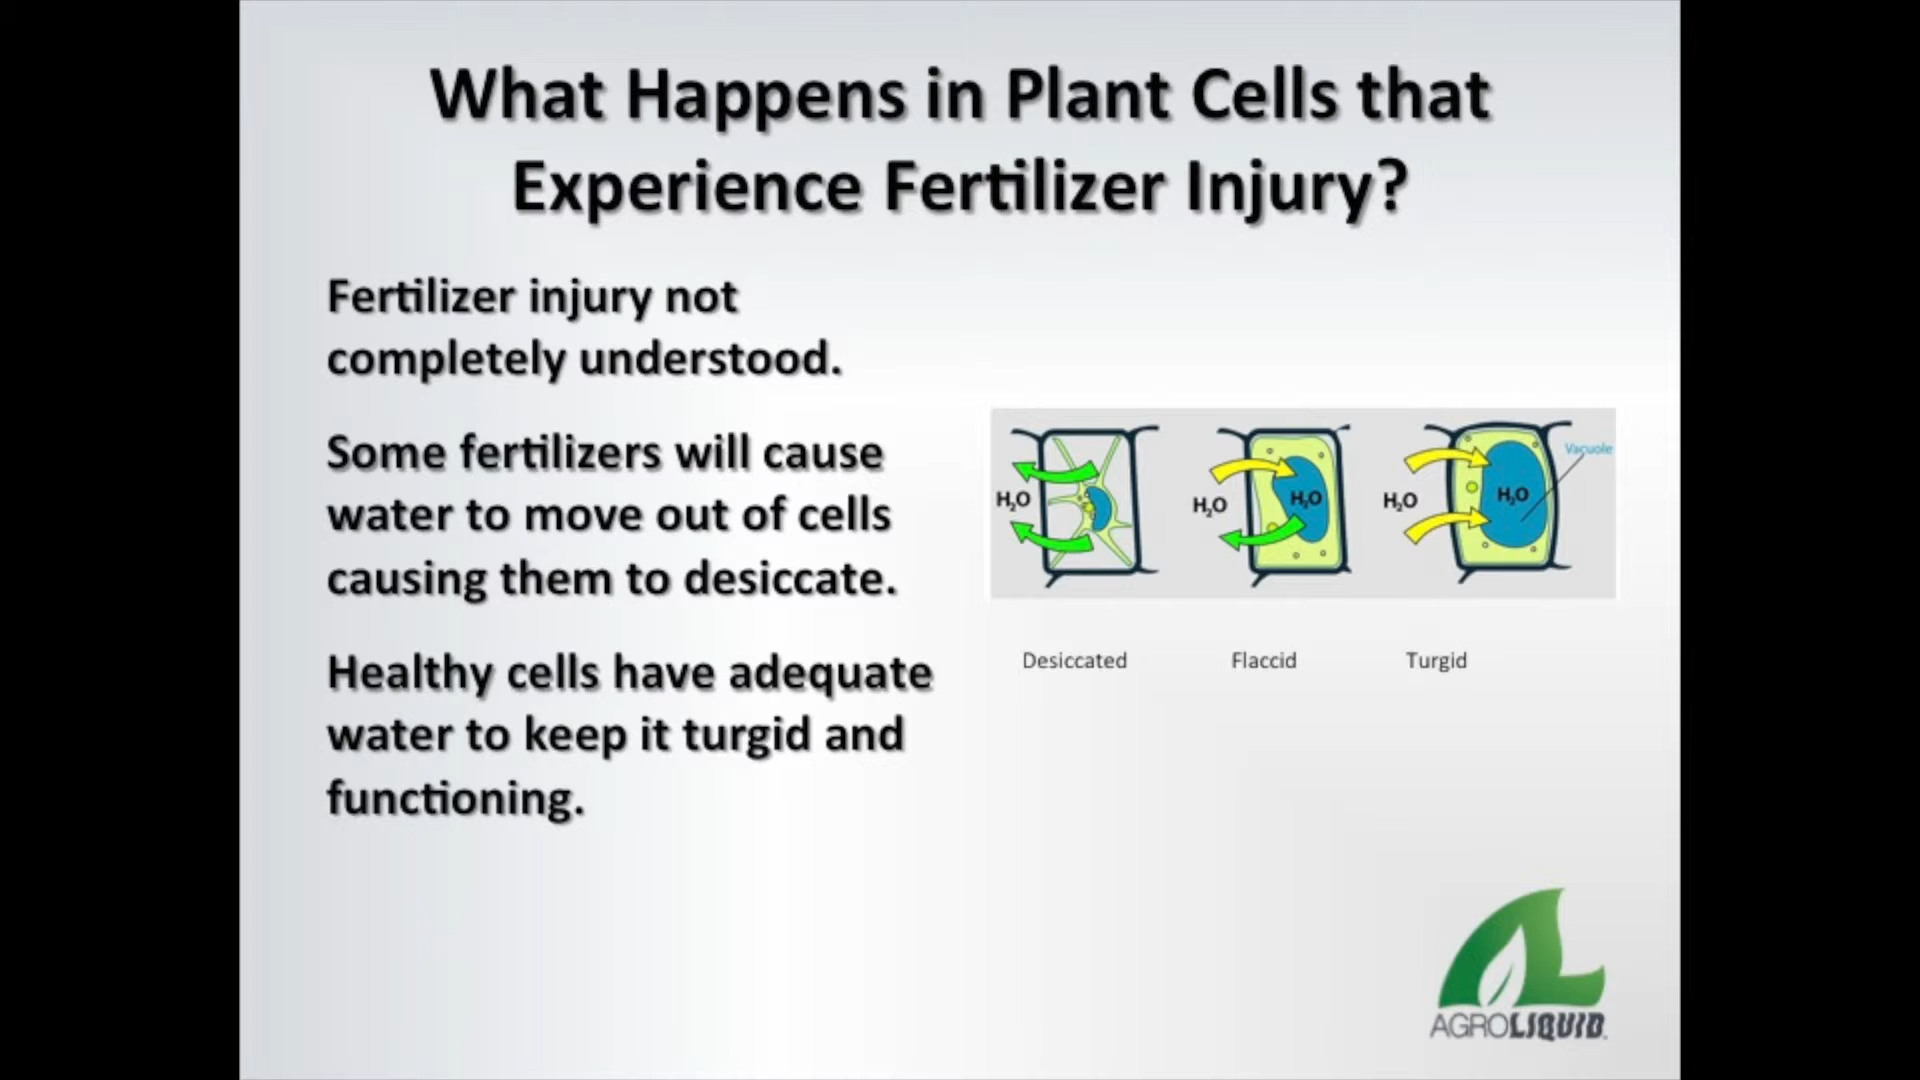 What Happens in Plant Cells that
Experience Fertilizer Injury?
Fertilizer injury not
completely understood.
Some fertilizers will cause
water to move out of cells
causing them to desiccate.
Healthy cells have adequate
water to keep it turgid and
functioning.
H₂O
H₂O
H₂O
H₂O
H₂O
Vacuole
Desiccated
Flaccid
Turgid
AGROLIQUID